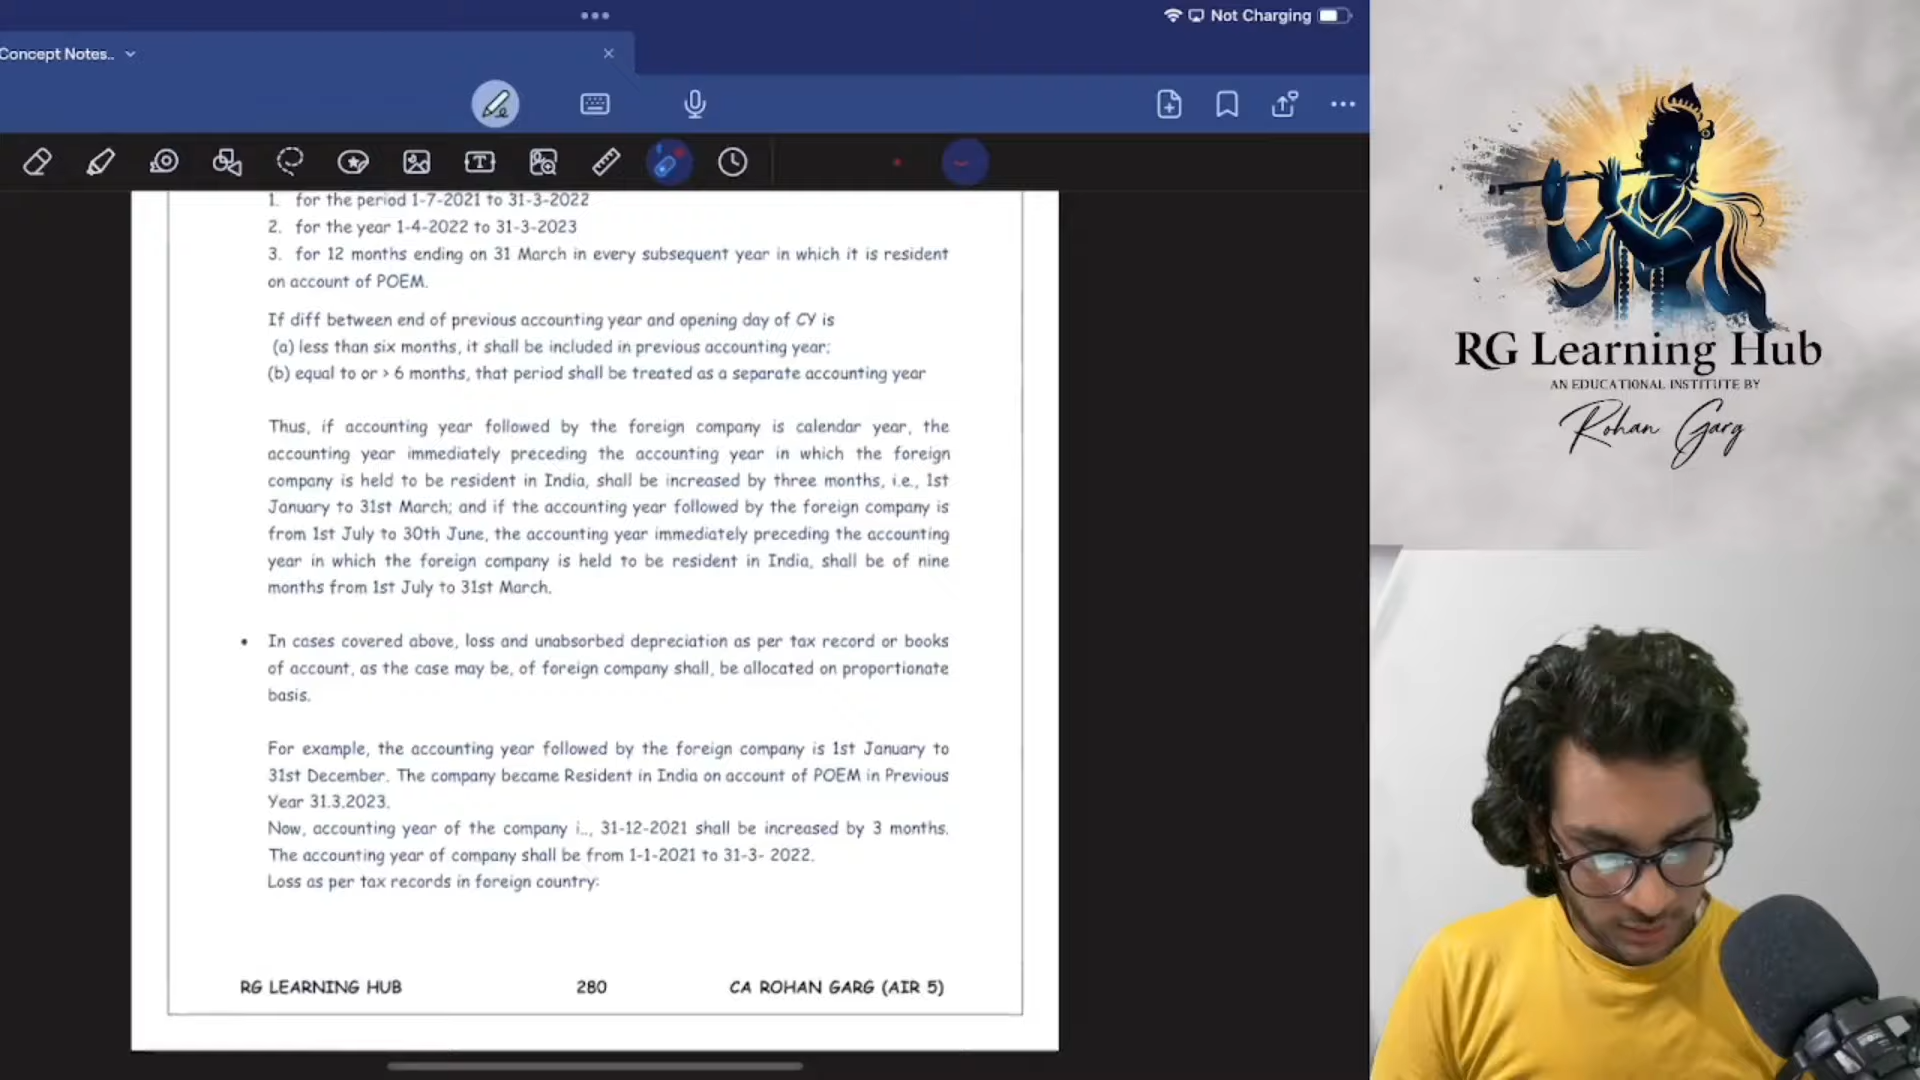 Not Charging
Concept Notes..
1. for the period 1-7-2021 to 31-3-2022
2. for the year 1-4-2022 to 31-3-2023
3. for 12 months ending on 31 March in every subsequent year in which it is resident
on account of POEM.
If diff between end of previous accounting year and opening day of CY is
(a) less than six months, it shall be included in previous accounting year;
(b) equal to or > 6 months, that period shall be treated as a separate accounting year
Thus, if accounting year followed by the foreign company is calendar year, the
accounting year immediately preceding the accounting year in which the foreign
company is held to be resident in India, shall be increased by three months, i.e., 1st
January to 31st March; and if the accounting year followed by the foreign company is
from 1st July to 30th June, the accounting year immediately preceding the accounting
year in which the foreign company is held to be resident in India, shall be of nine
months from 1st July to 31st March.
• In cases covered above, loss and unabsorbed depreciation as per tax record or books
of account, as the case may be, of foreign company shall, be allocated on proportionate
basis.
For example, the accounting year followed by the foreign company is 1st January to
31st December. The company became Resident in India on account of POEM in Previous
Year 31.3.2023.
Now, accounting year of the company i.., 31-12-2021 shall be increased by 3 months.
The accounting year of company shall be from 1-1-2021 to 31-3- 2022.
Loss as per tax records in foreign country:
RG LEARNING HUB 280 CA ROHAN GARG (AIR 5)
RG Learning Hub
AN EDUCATIONAL INSTITUTE BY
Rohan Garg